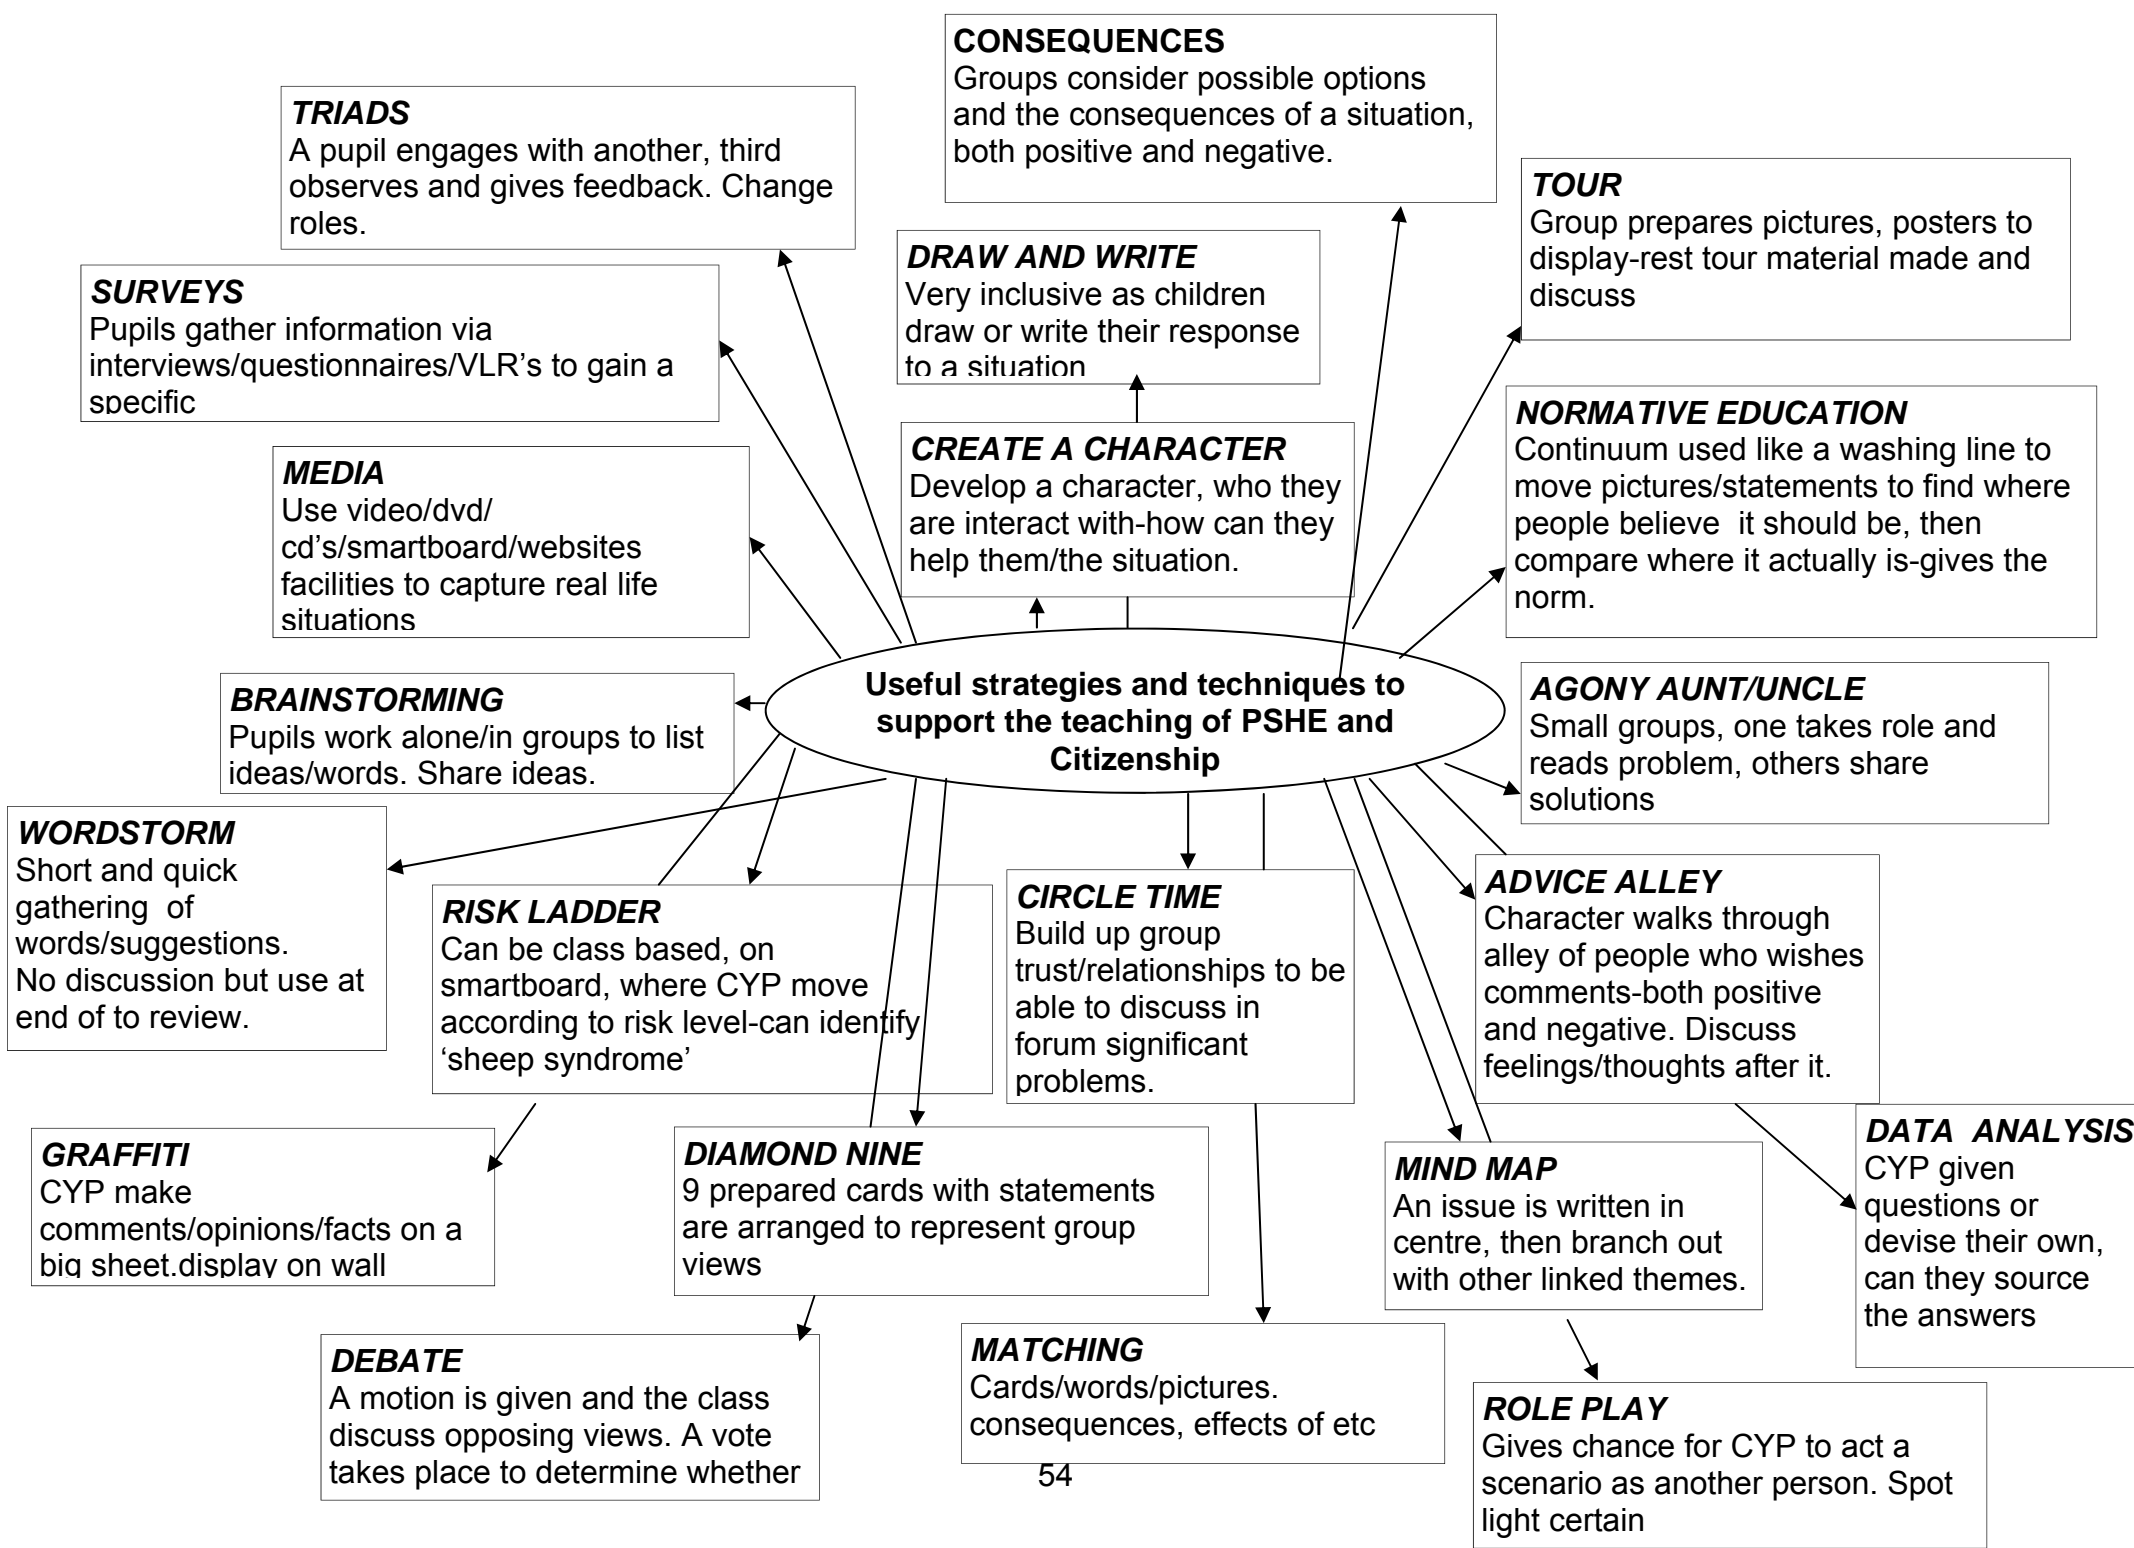 CONSEQUENCES
Groups consider possible options
and the consequences of a situation,
both positive and negative.
TRIADS
A pupil engages with another, third
observes and gives feedback. Change
roles.
TOUR
Group prepares pictures, posters to
display-rest tour material made and
discuss
DRAW AND WRITE
Very inclusive as children
draw or write their response
to a situation
SURVEYS
Pupils gather information via
interviews/questionnaires/VLR's to gain a
specific
NORMATIVE EDUCATION
Continuum used like a washing line to
move pictures/statements to find where
people believe  it should be, then
compare where it actually is-gives the
norm.
CREATE A CHARACTER
Develop a character, who they
are interact with-how can they
help them/the situation.
MEDIA
Use video/dvd/
cd's/smartboard/websites
facilities to capture real life
situations
Useful strategies and techniques to
support the teaching of PSHE and
Citizenship
BRAINSTORMING
Pupils work alone/in groups to list
ideas/words. Share ideas.
AGONY AUNT/UNCLE
Small groups, one takes role and
reads problem, others share
solutions
WORDSTORM
Short and quick
gathering  of
words/suggestions.
No discussion but use at
end of to review.
RISK LADDER
Can be class based, on
smartboard, where CYP move
according to risk level-can identify
‘sheep syndrome’
CIRCLE TIME
Build up group
trust/relationships to be
able to discuss in
forum significant
problems.
ADVICE ALLEY
Character walks through
alley of people who wishes
comments-both positive
and negative. Discuss
feelings/thoughts after it.
GRAFFITI
CYP make
comments/opinions/facts on a
big sheet.display on wall
DIAMOND NINE
9 prepared cards with statements
are arranged to represent group
views
MIND MAP
An issue is written in
centre, then branch out
with other linked themes.
DATA  ANALYSIS
CYP given
questions or
devise their own,
can they source
the answers
DEBATE
A motion is given and the class
discuss opposing views. A vote
takes place to determine whether
MATCHING
Cards/words/pictures.
consequences, effects of etc
ROLE PLAY
Gives chance for CYP to act a
scenario as another person. Spot
light certain
54